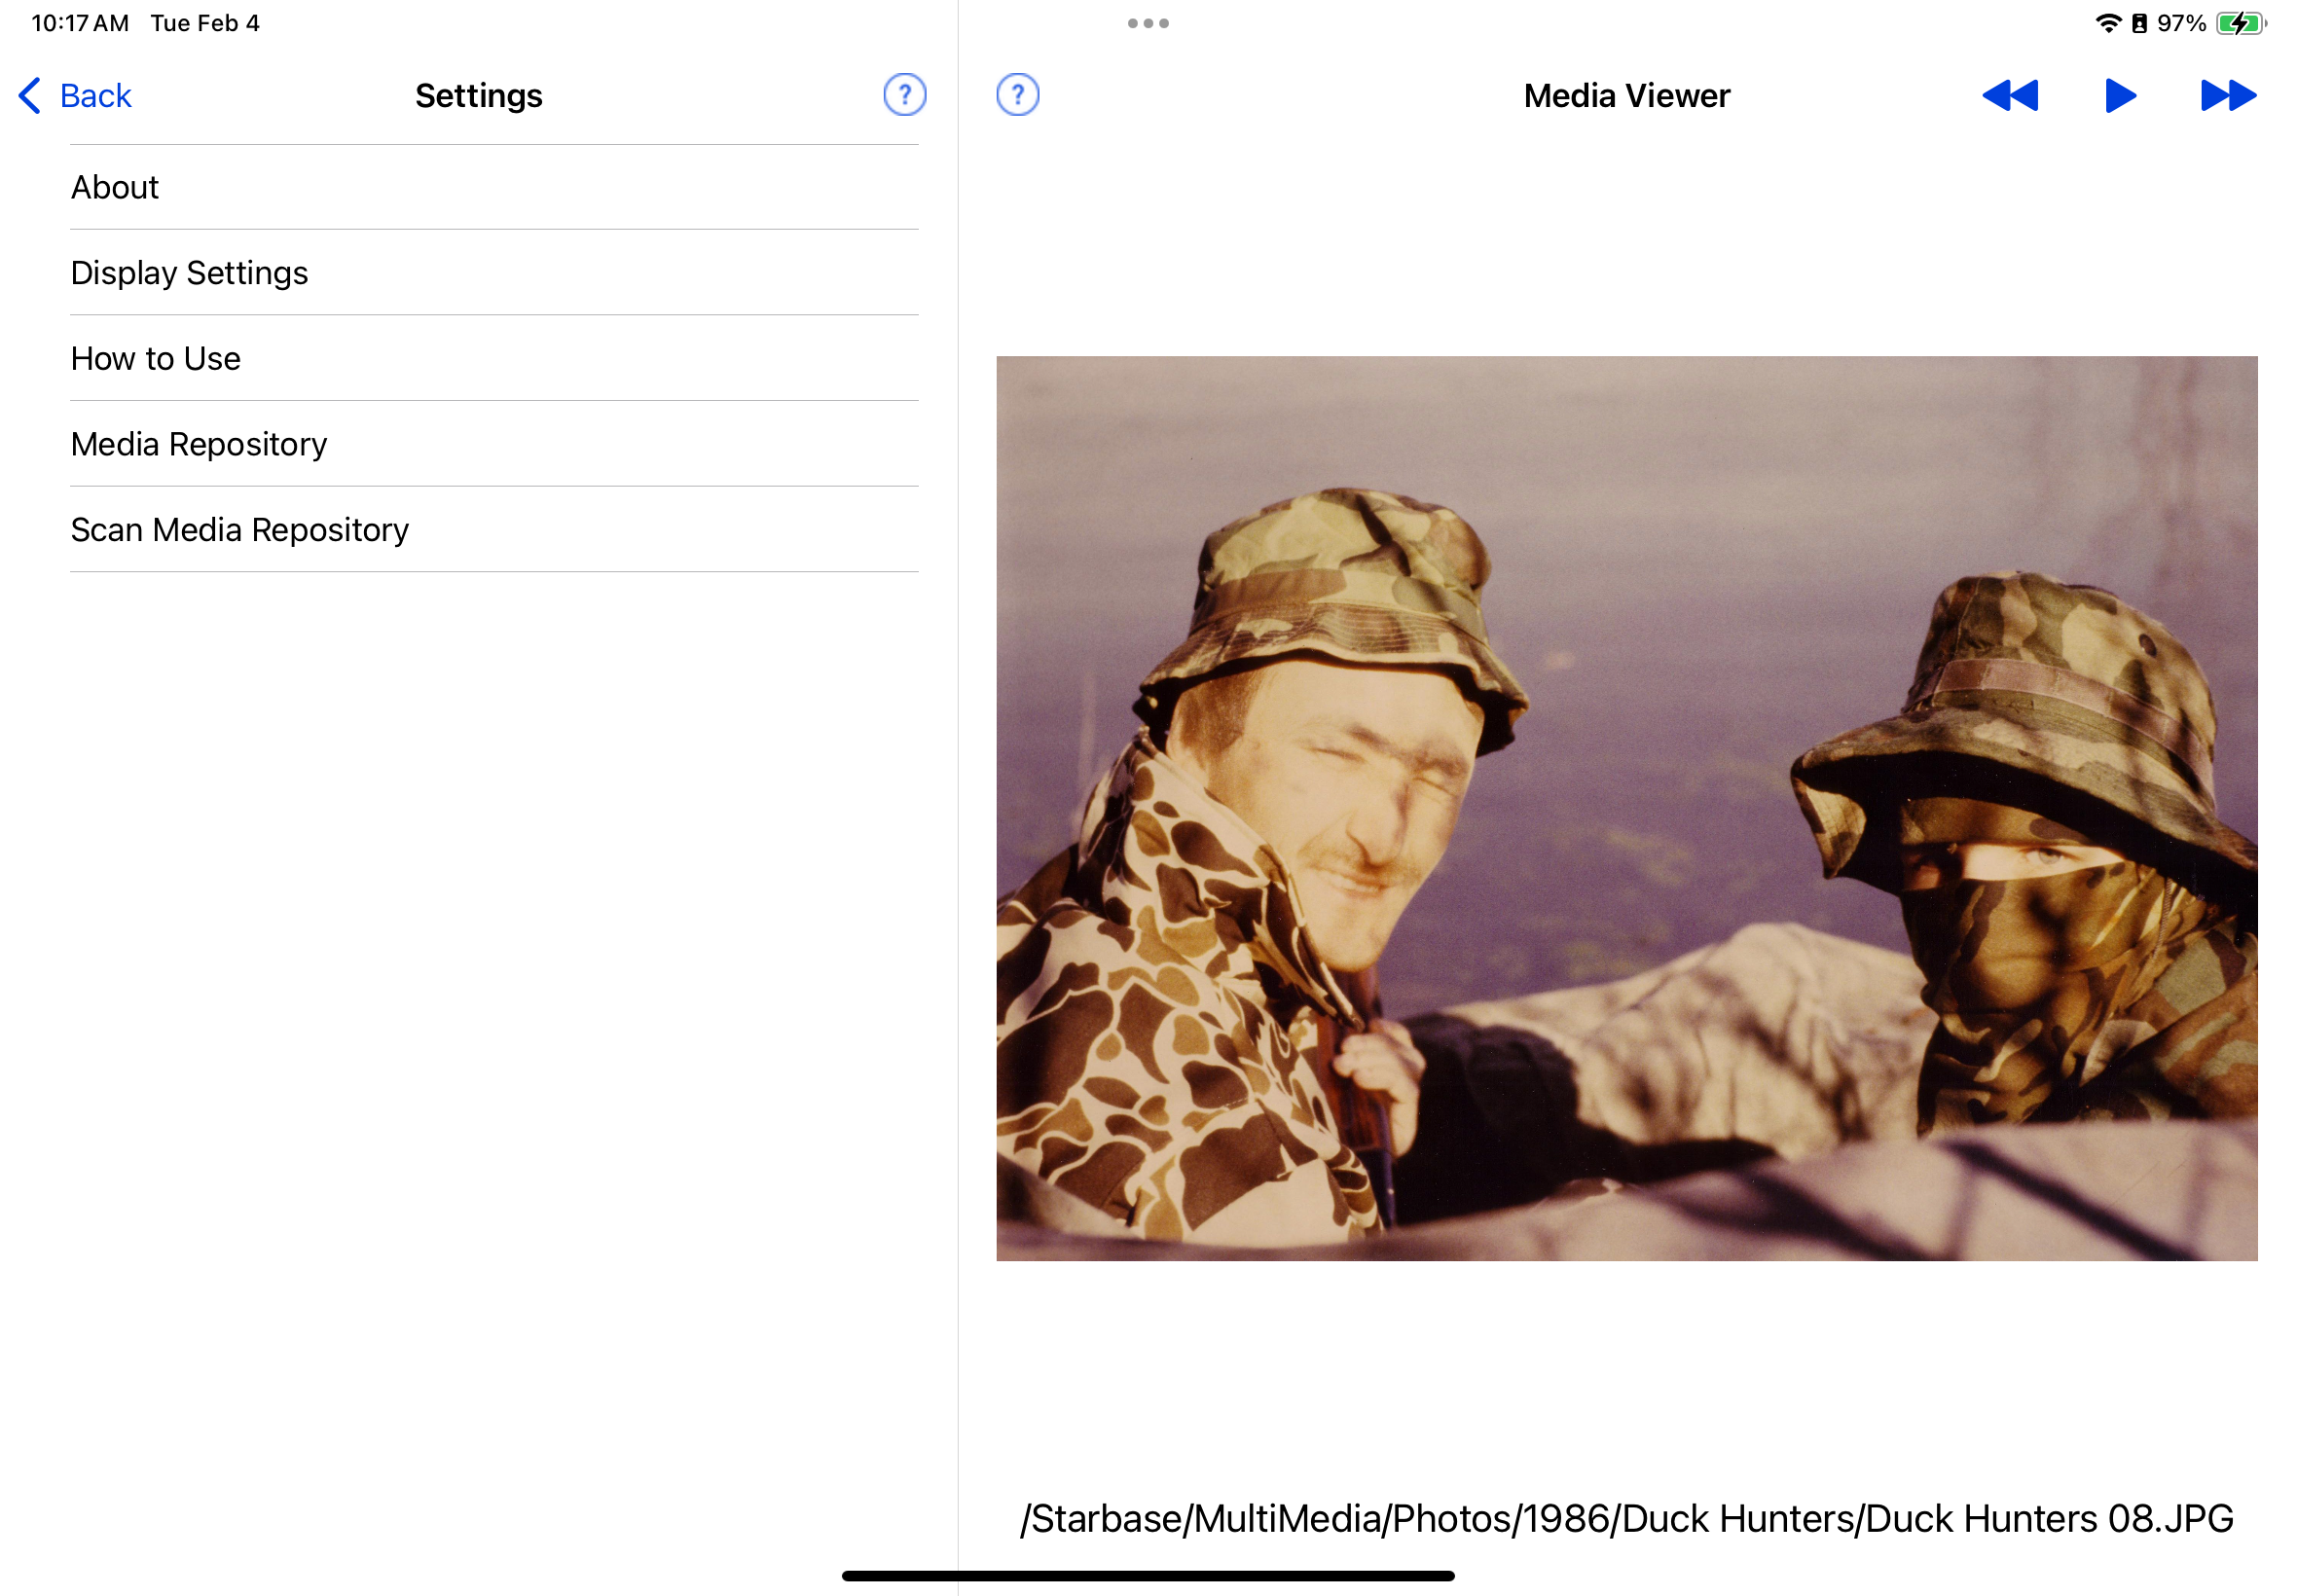 10:17 AM Tue Feb 4
97%
Back
Settings
?
?
Media Viewer
About
Display Settings
How to Use
Media Repository
Scan Media Repository
/Starbase/MultiMedia/Photos/1986/Duck Hunters/Duck Hunters 08.JPG